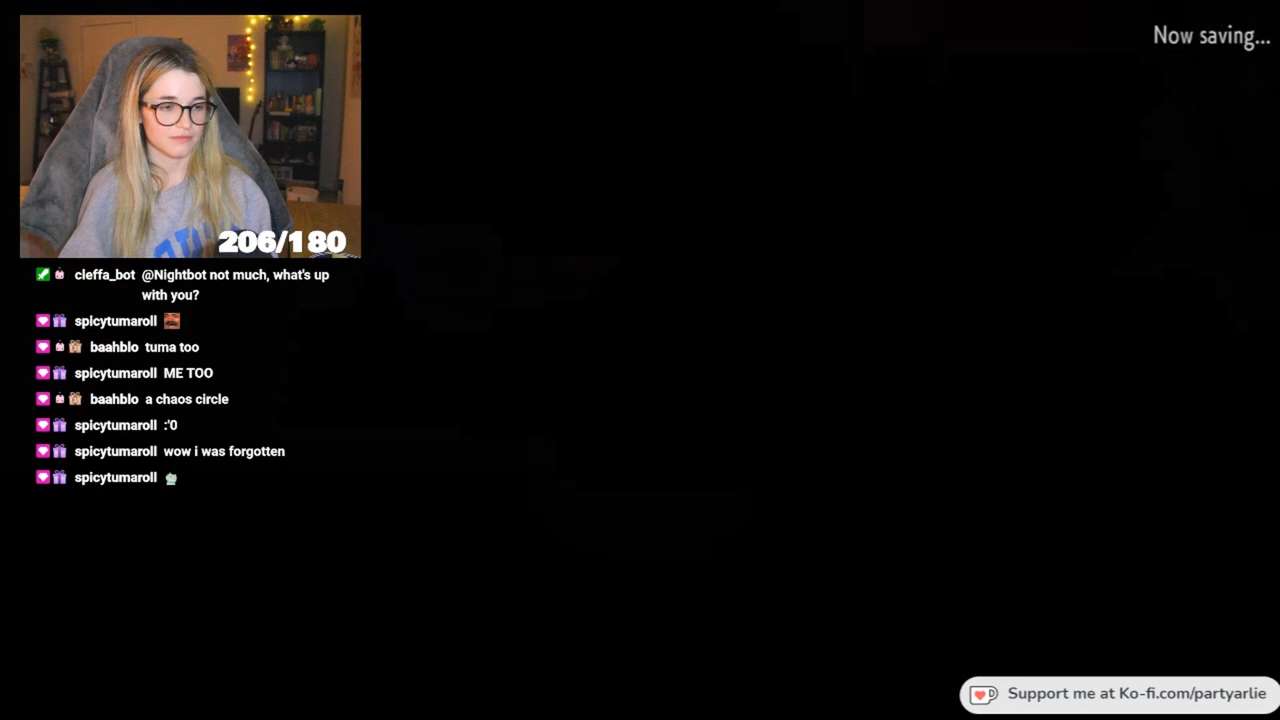 Now saving...
206/180
cleffa_bot @Nightbot not much, what's up
with you?
spicytumaroll
baahblo tuma too
spicytumaroll ME TOO
baahblo a chaos circle
spicytumaroll :'0
spicytumaroll wow i was forgotten
spicytumaroll
Support me at Ko-fi.com/partyarlie